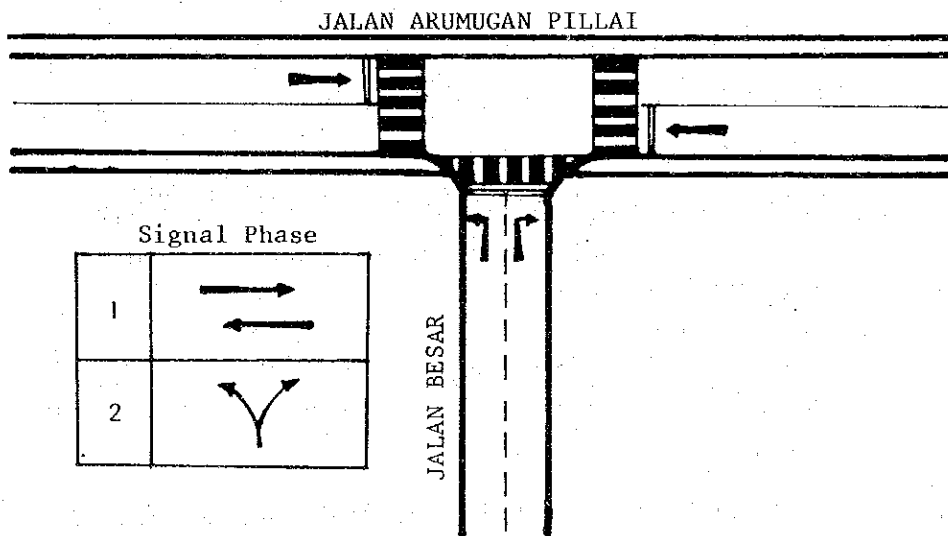 JALAN ARUMUGAN PILLAI
Signal Phase
1
2
JALAN BESAR